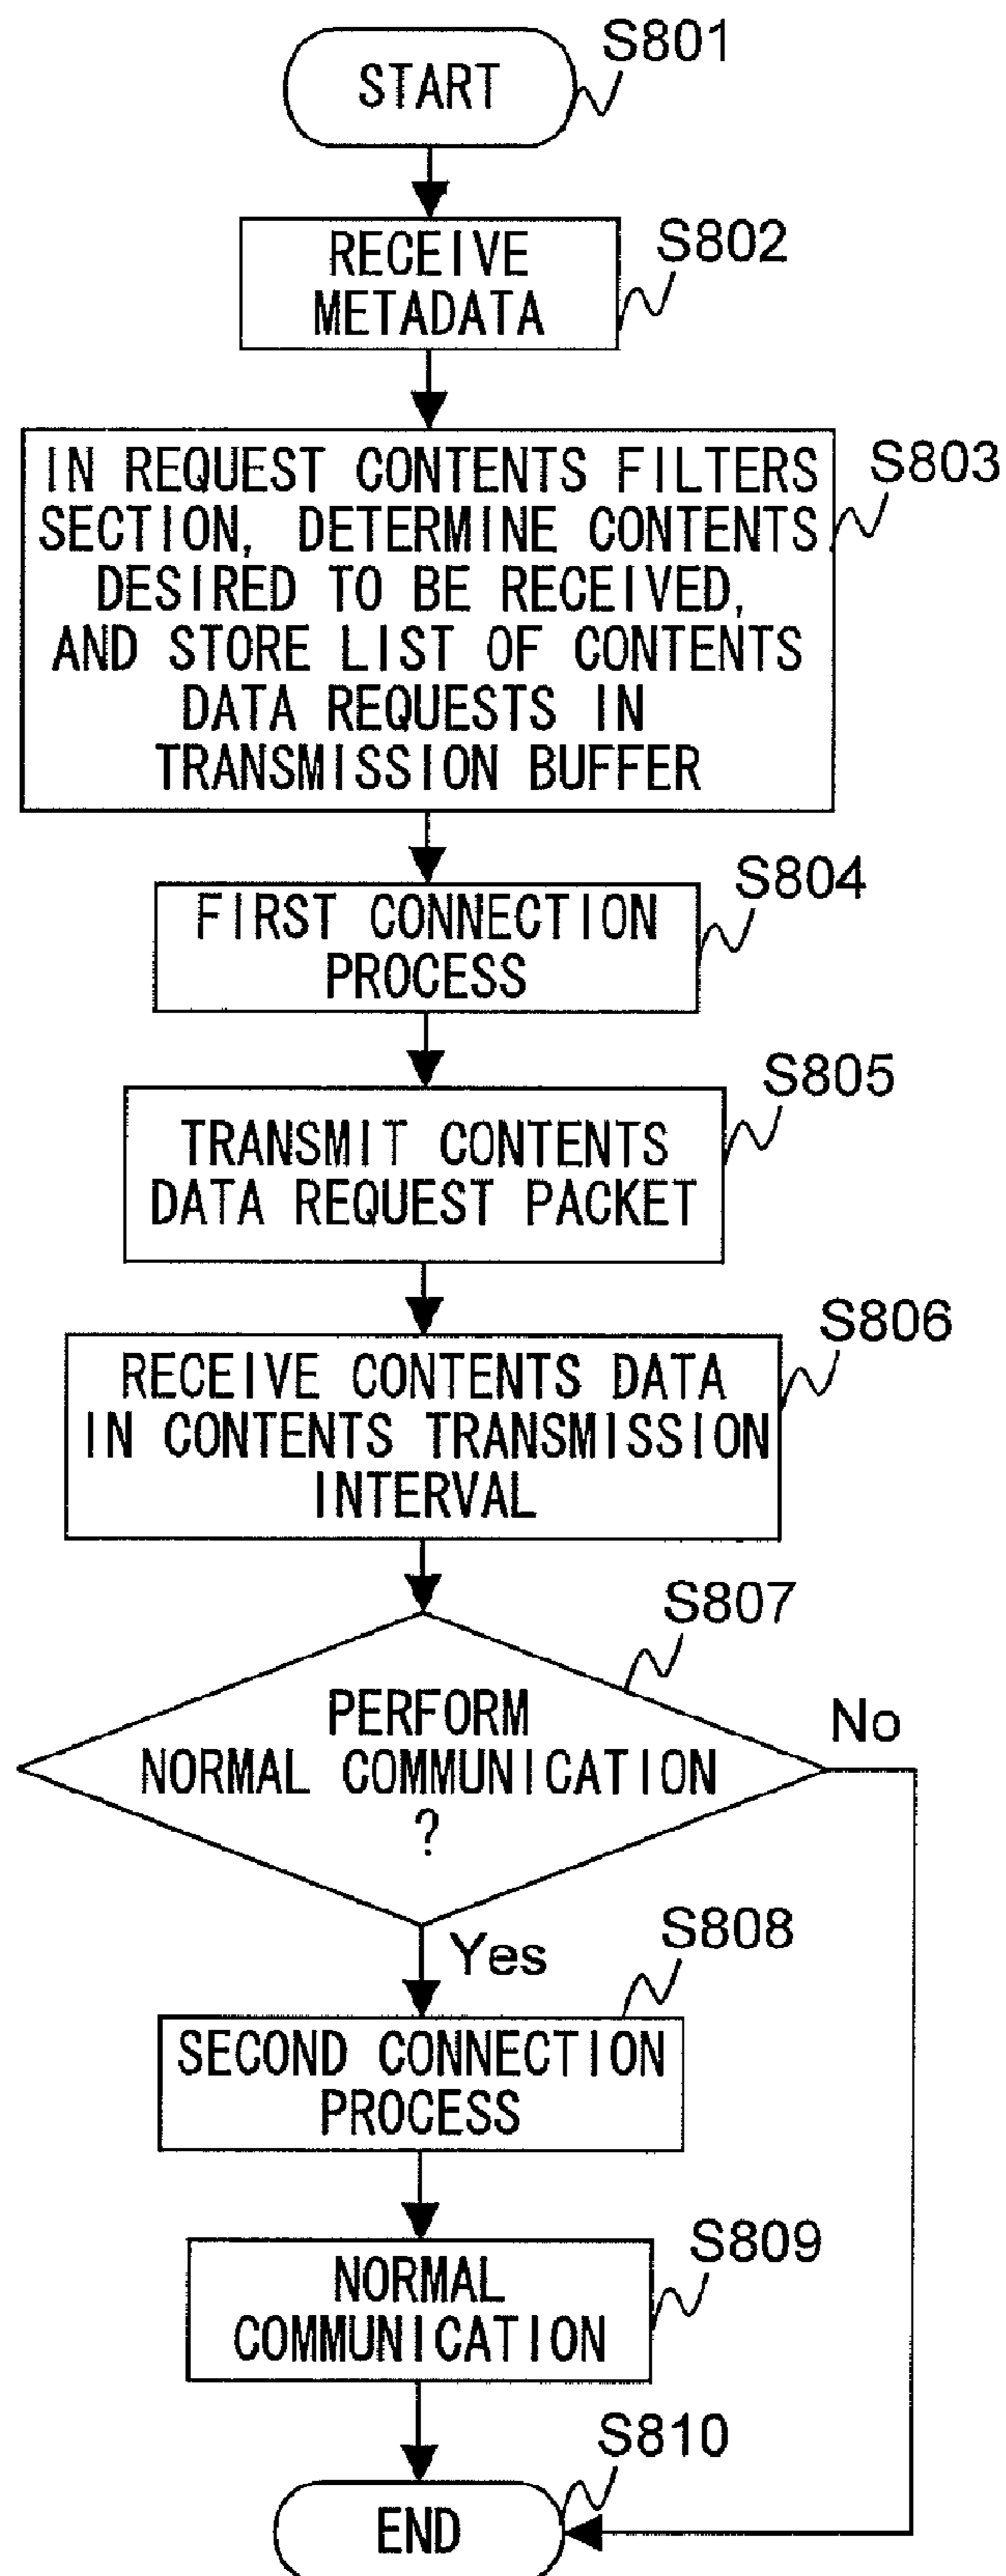 S801
START
S802
RECEIVE
METADATA
S803
IN REQUEST CONTENTS FILTERS
SECTION, DETERMINE CONTENTS
DESIRED TO BE RECEIVED,
AND STORE LIST OF CONTENTS
DATA REQUESTS IN
TRANSMISSION BUFFER
S804
FIRST CONNECTION
PROCESS
S805
TRANSMIT CONTENTS
DATA REQUEST PACKET
S806
RECEIVE CONTENTS DATA
IN CONTENTS TRANSMISSION
INTERVAL
S807
PERFORM
NORMAL COMMUNICATION
?
No
Yes
S808
SECOND CONNECTION
PROCESS
S809
NORMAL
COMMUNICATION
S810
END